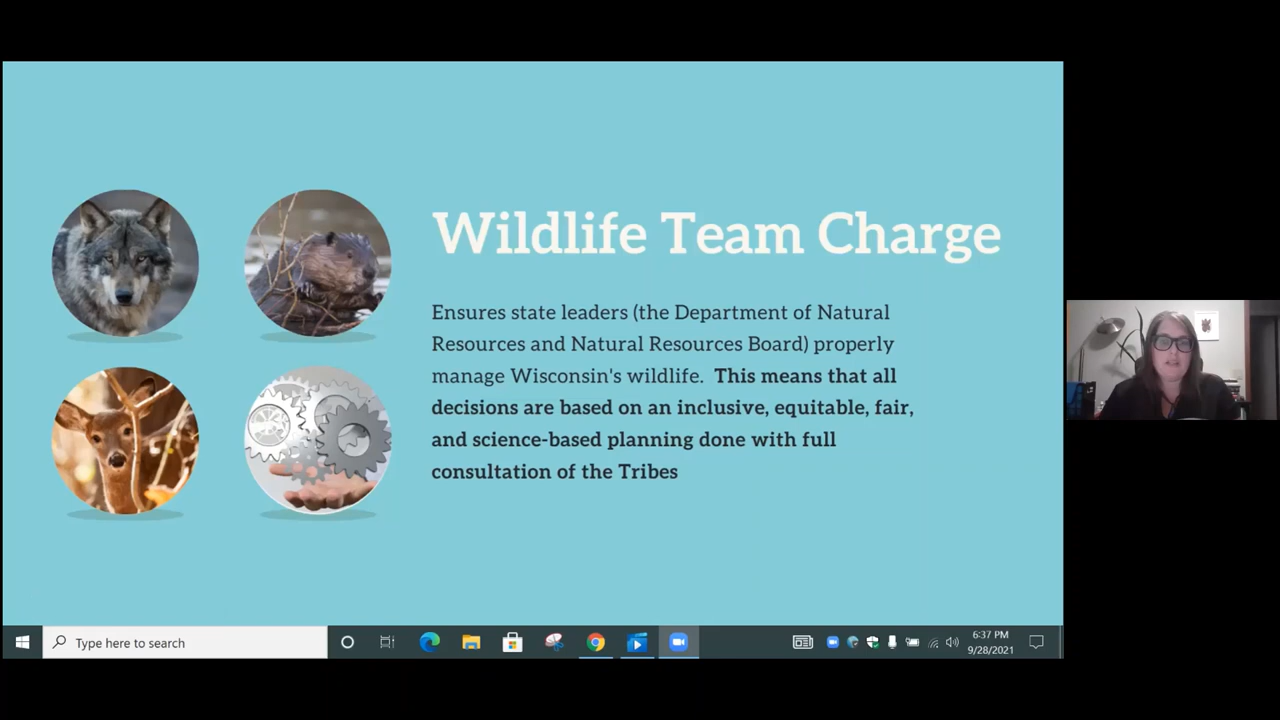 Wildlife Team Charge
Ensures state leaders (the Department of Natural
Resources and Natural Resources Board) properly
manage Wisconsin's wildlife.  This means that all
decisions are based on an inclusive, equitable, fair,
and science-based planning done with full
consultation of the Tribes
Type here to search
6:37 PM
9/28/2021